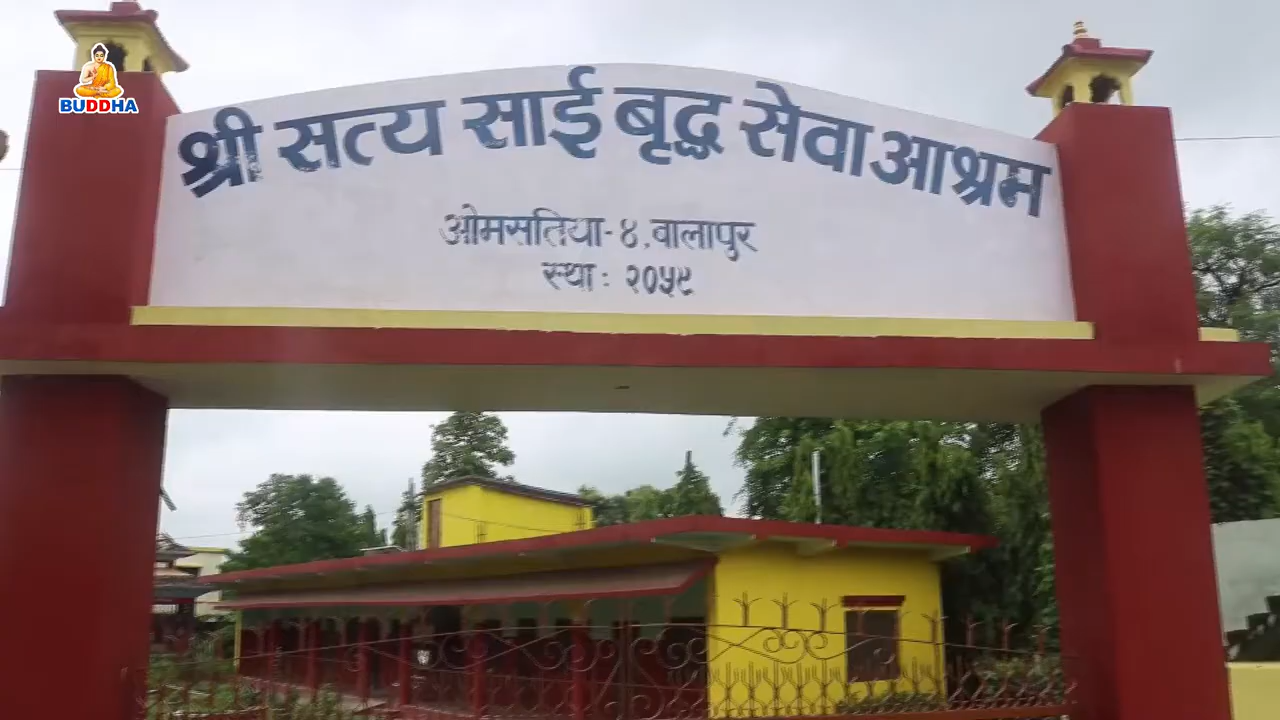 BUDDHA
श्री सत्य साई बृद्ध सेवा आश्रम
ओमसतिया- ४, वालापुर
स्था: २०५९